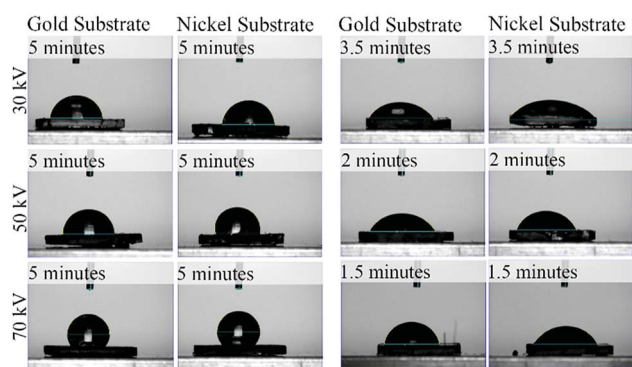 Gold Substrate Nickel Substrate Gold Substrate Nickel Substrate
30 kV
5 minutes 5 minutes 3.5 minutes 3.5 minutes
50 kV
5 minutes 5 minutes 2 minutes 2 minutes
70 kV
5 minutes 5 minutes 1.5 minutes 1.5 minutes